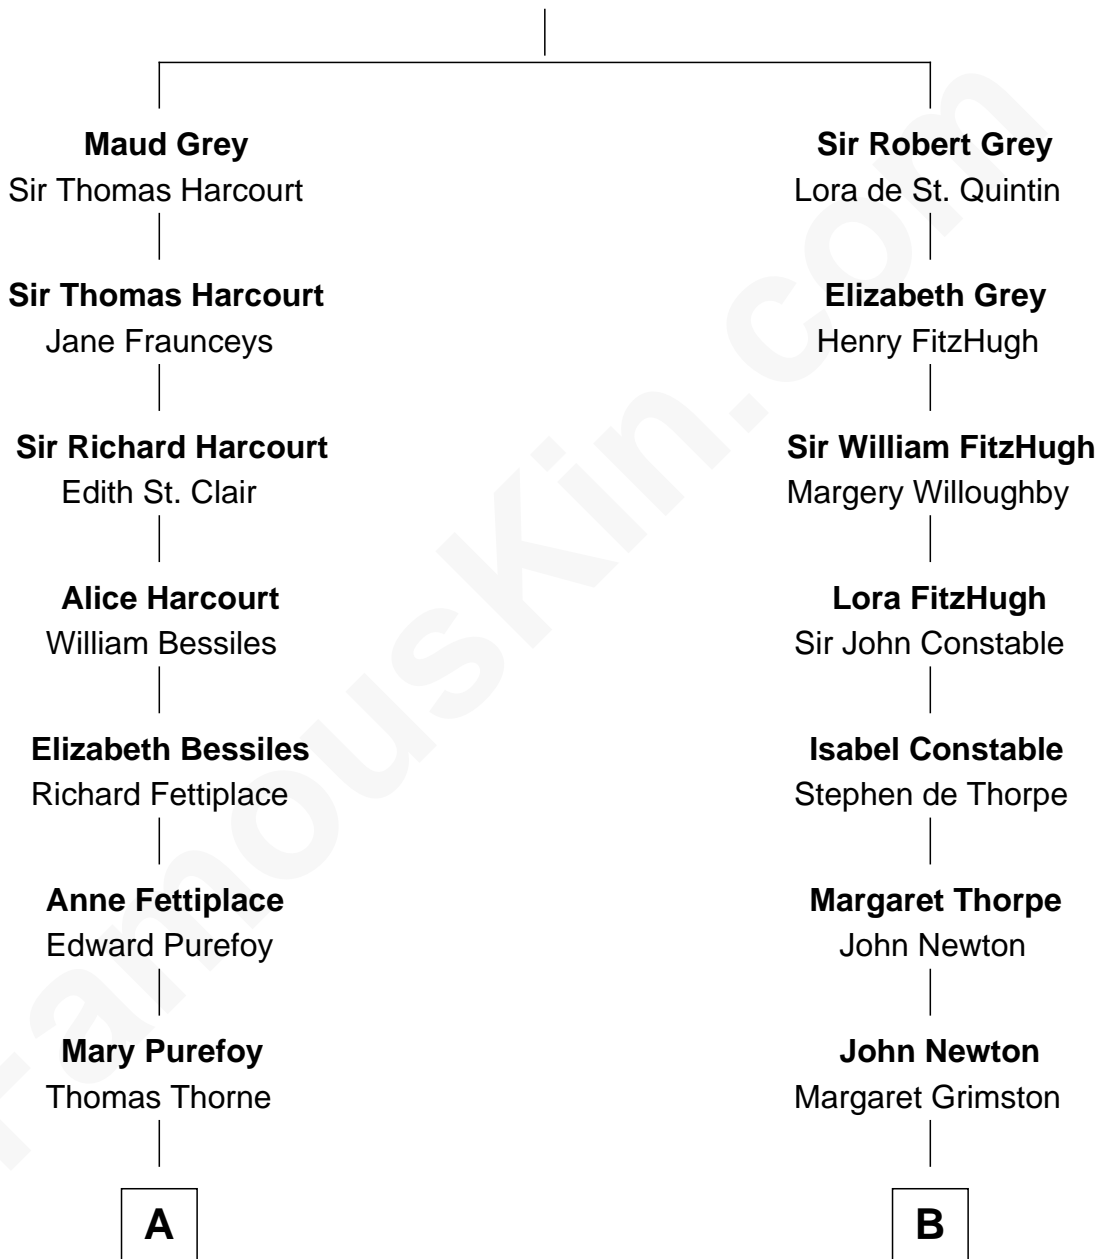 Maud Grey
Sir Thomas Harcourt
Sir Thomas Harcourt
Jane Fraunceys
Sir Richard Harcourt
Edith St. Clair
Alice Harcourt
William Bessiles
Elizabeth Bessiles
Richard Fettiplace
Anne Fettiplace
Edward Purefoy
Mary Purefoy
Thomas Thorne
A
Sir Robert Grey
Lora de St. Quintin
Elizabeth Grey
Henry FitzHugh
Sir William FitzHugh
Margery Willoughby
Lora FitzHugh
Sir John Constable
Isabel Constable
Stephen de Thorpe
Margaret Thorpe
John Newton
John Newton
Margaret Grimston
B
FamousKin.com